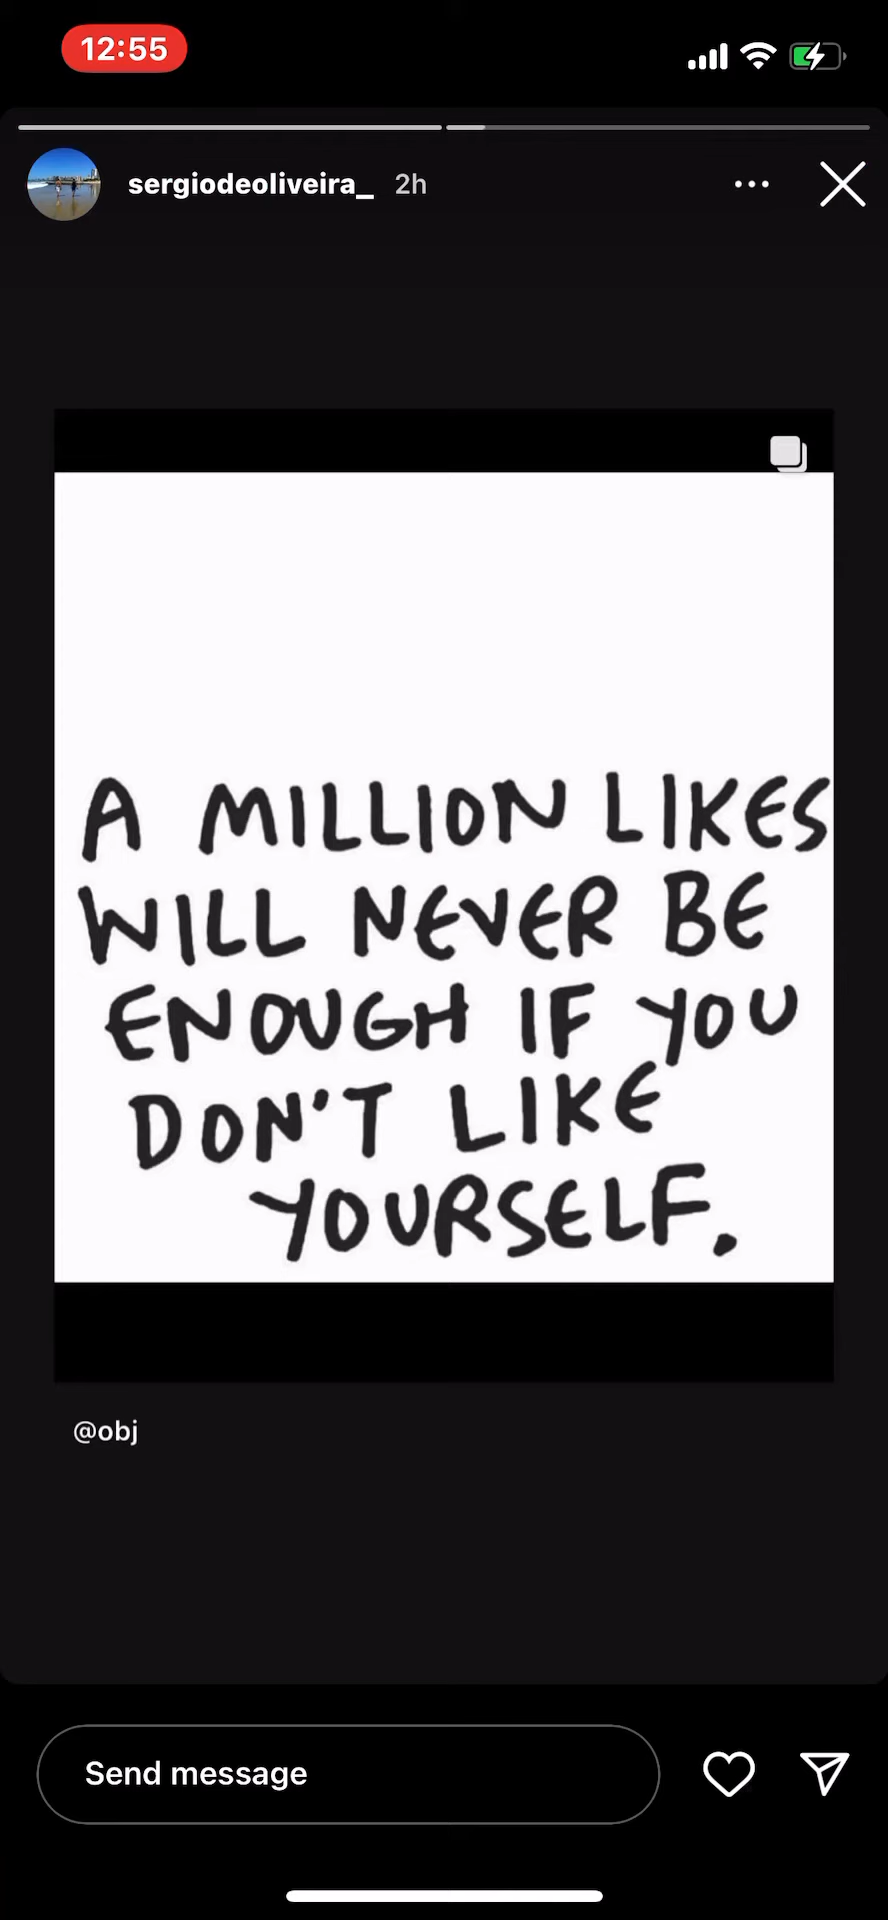 12:55
sergiodeoliveira_ 2h
A MILLION LIKES
WILL NEVER BE
ENOUGH IF YOU
DON'T LIKE
YOURSELF.
@obj
Send message